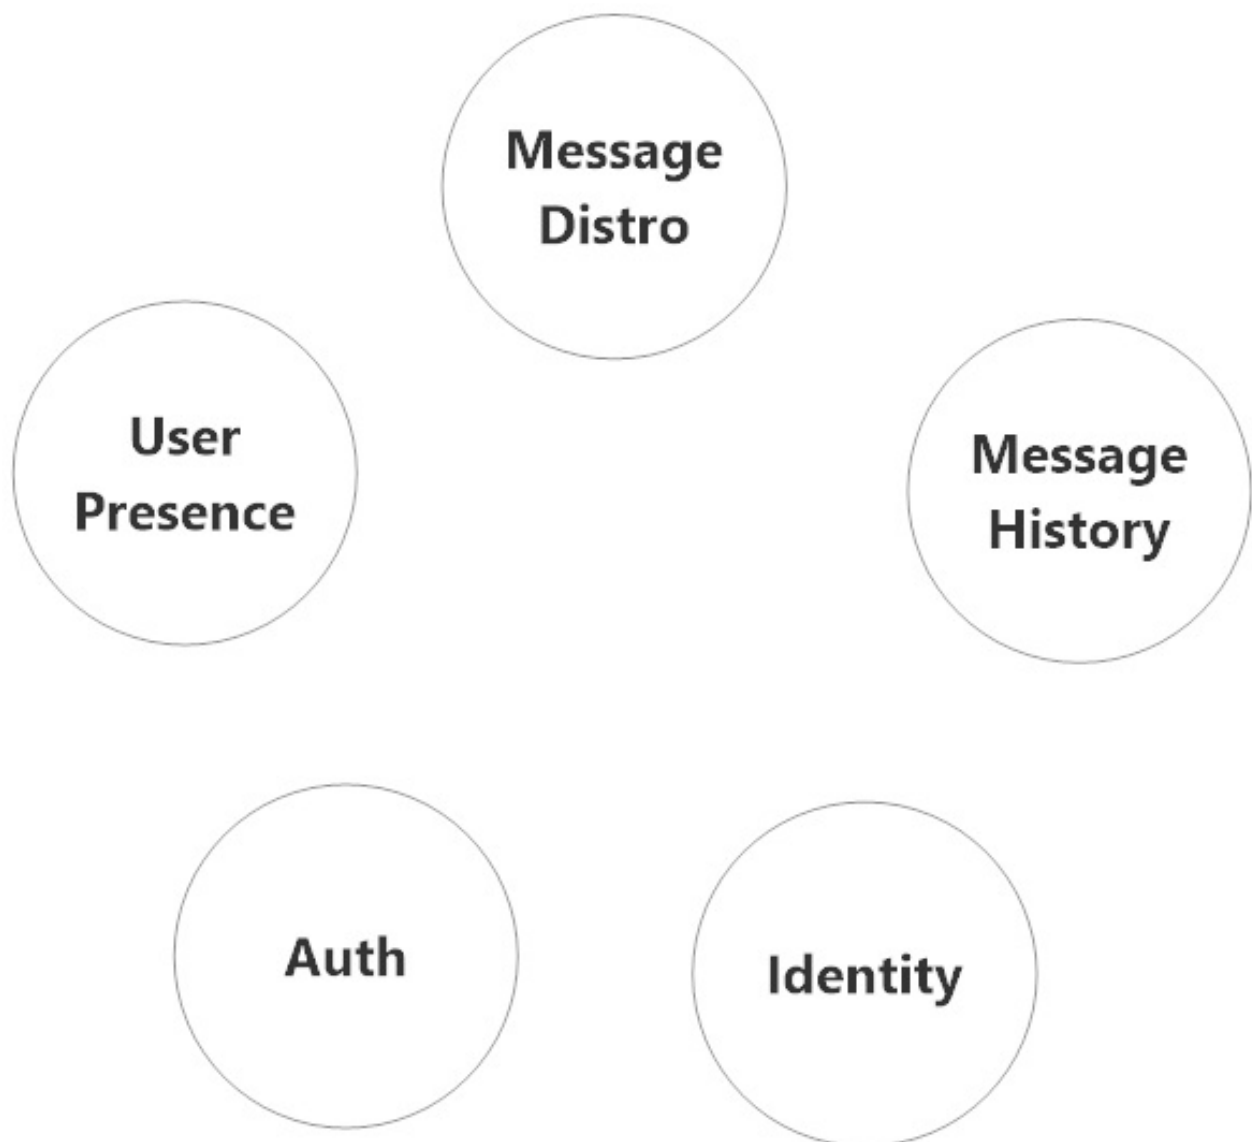 Message
Distro
User
Presence
Message
History
Auth
Identity